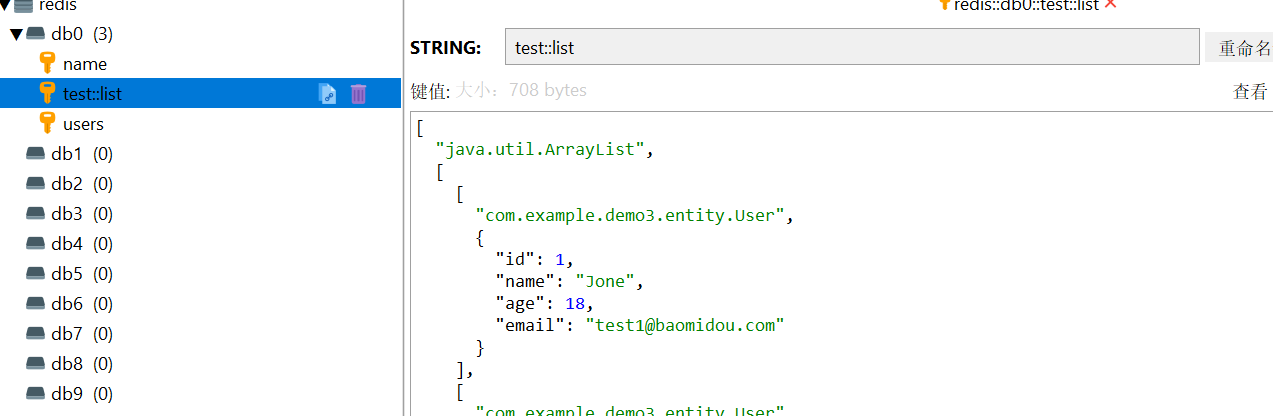 redis
db0 (3)
name
test::list
users
db1 (0)
db2 (0)
db3 (0)
db4 (0)
db5 (0)
db6 (0)
db7 (0)
db8 (0)
db9 (0)
redis::db0::test::list
STRING: test::list 重命名
键值: 大小: 708 bytes 查看
[
"java.util.ArrayList",
[
[
"com.example.demo3.entity.User",
{
"id": 1,
"name": "Jone",
"age": 18,
"email": "test1@baomidou.com"
}
],
[
"com.example.demo3.entity.User"